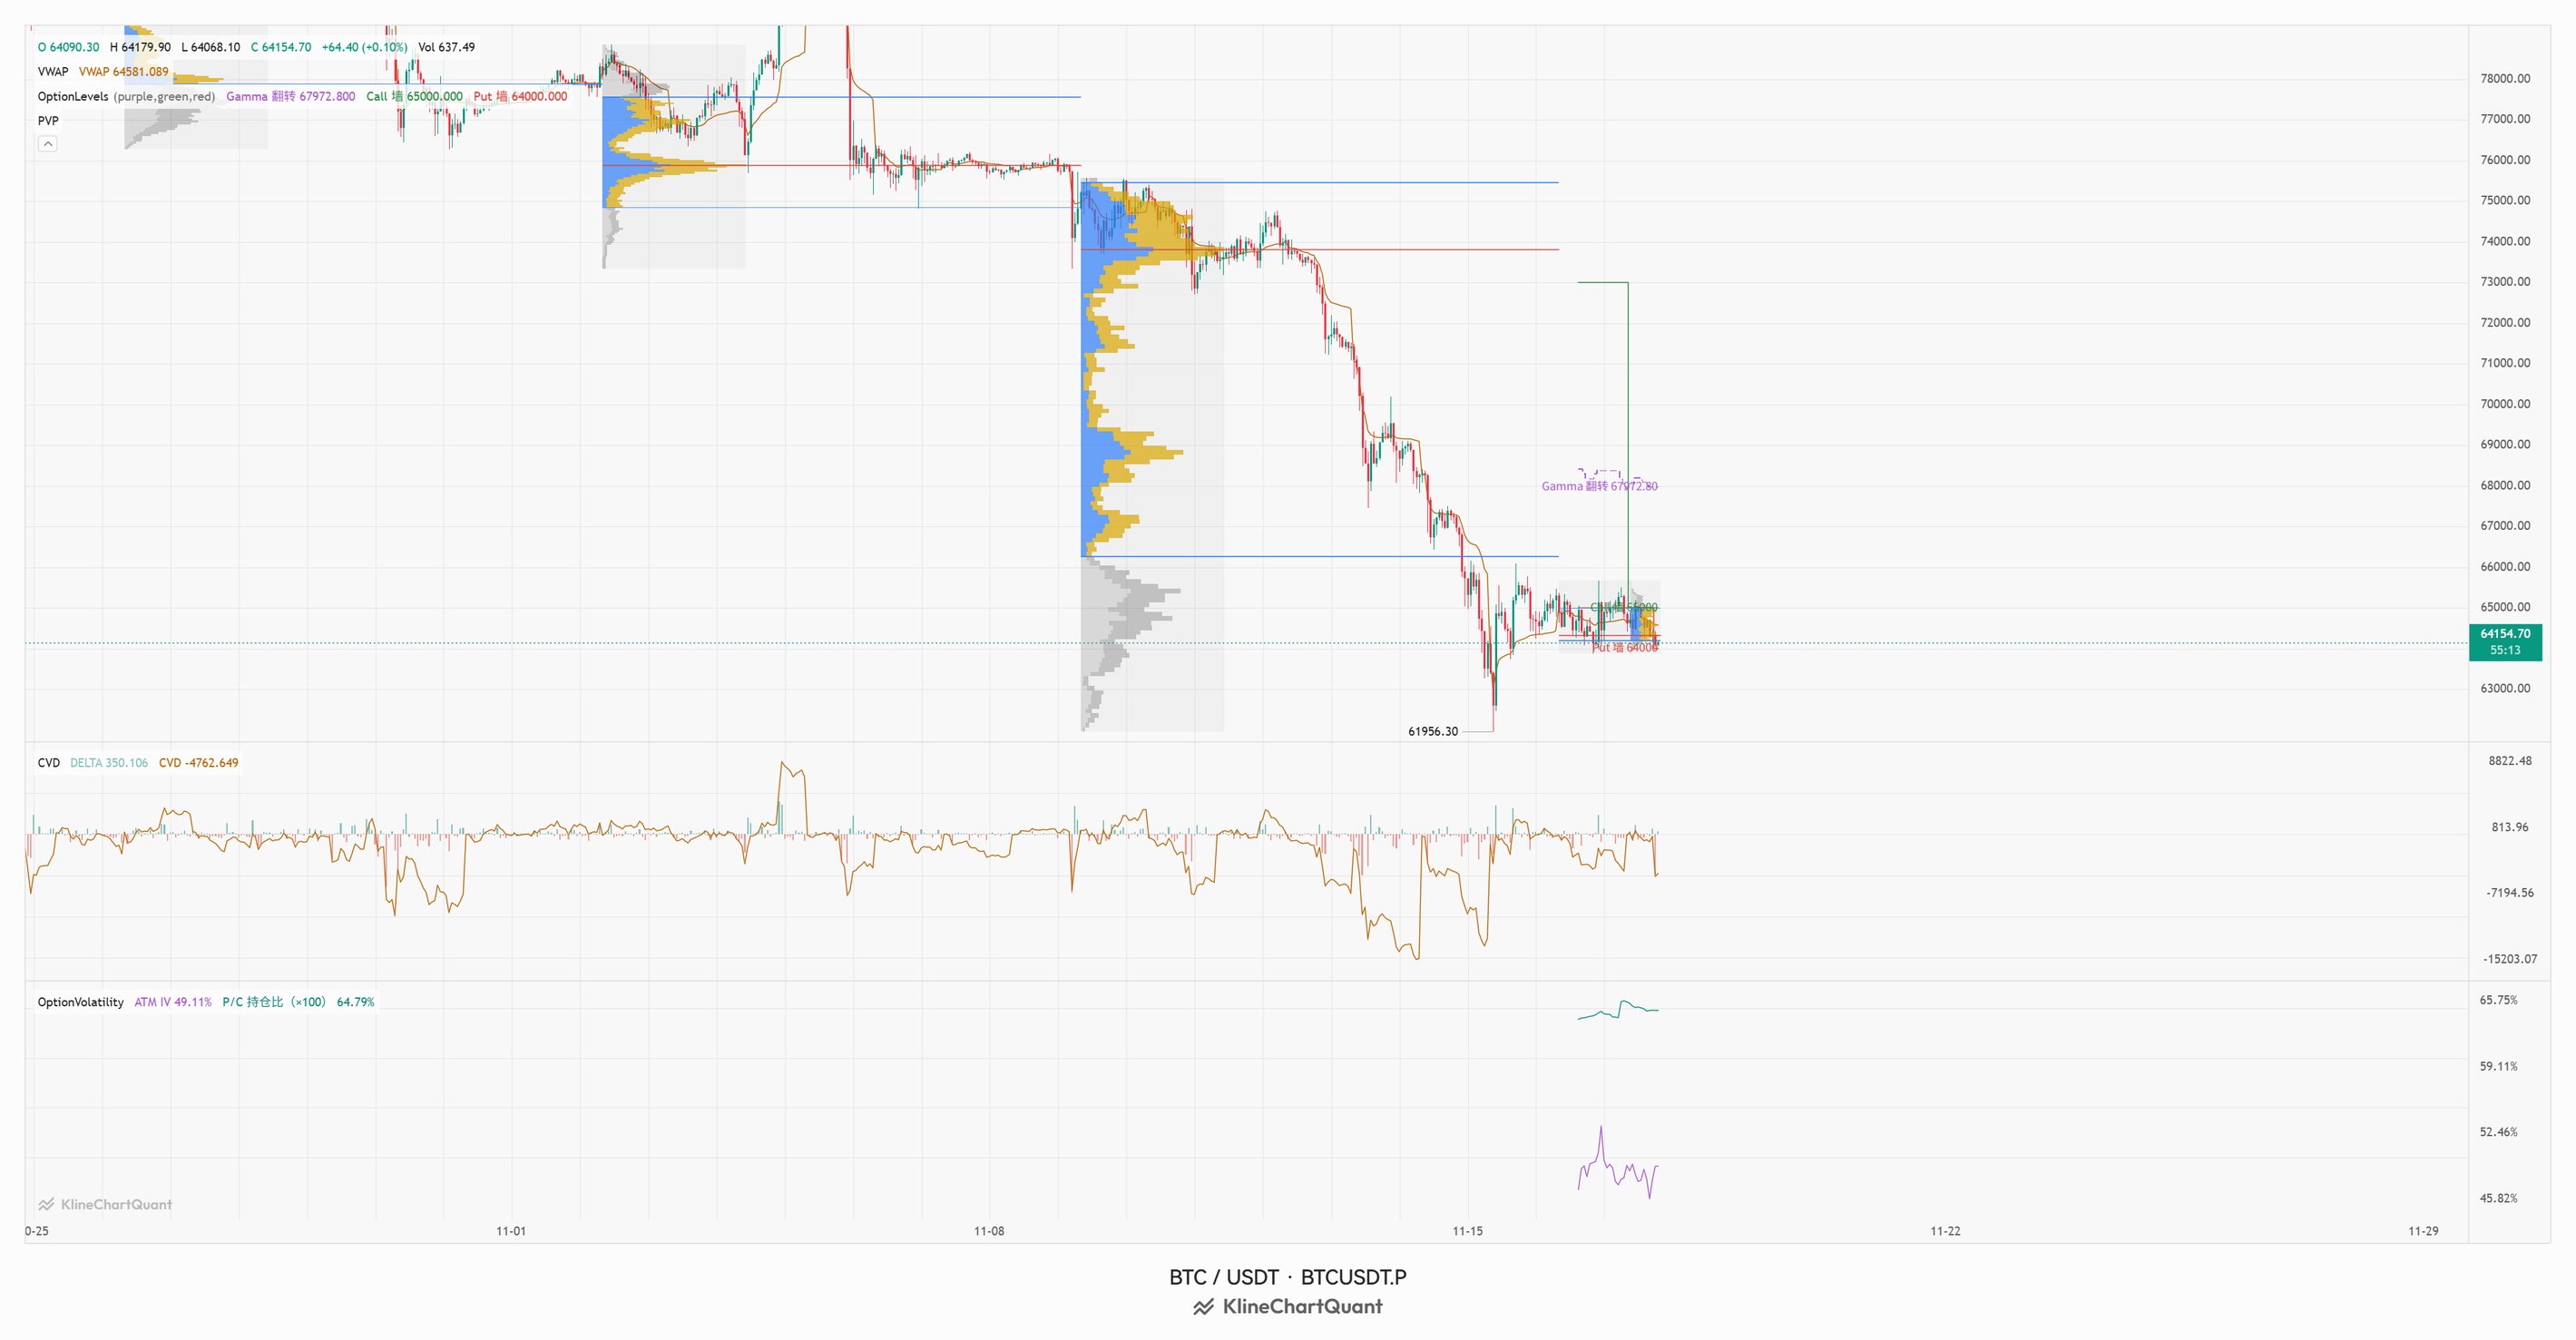 O 64090.30 H 64179.90 L 64068.10 C 64154.70 +64.40 (+0.10%) Vol 637.49
VWAP VWAP 64581.089
OptionLevels (purple,green,red) Gamma 翻转 67972.800 Call 墙 65000.000 Put 墙 64000.000
PVP
78000.00
77000.00
76000.00
75000.00
74000.00
73000.00
72000.00
71000.00
70000.00
69000.00
68000.00
67000.00
66000.00
65000.00
64154.70
55:13
63000.00
Gamma 翻转 67972.80
Call 墙 65000
Put 墙 64000
61956.30
CVD DELTA 350.106 CVD -4762.649
8822.48
813.96
-7194.56
-15203.07
OptionVolatility ATM IV 49.11% P/C 持仓比（×100） 64.79%
65.75%
59.11%
52.46%
45.82%
KlineChartQuant
0-25 11-01 11-08 11-15 11-22 11-29
BTC / USDT · BTCUSDT.P
KlineChartQuant